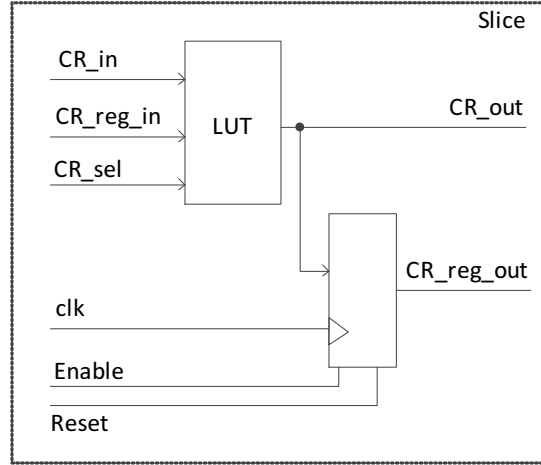 Slice
CR_in
CR_reg_in
LUT
CR_out
CR_sel
CR_reg_out
clk
Enable
Reset